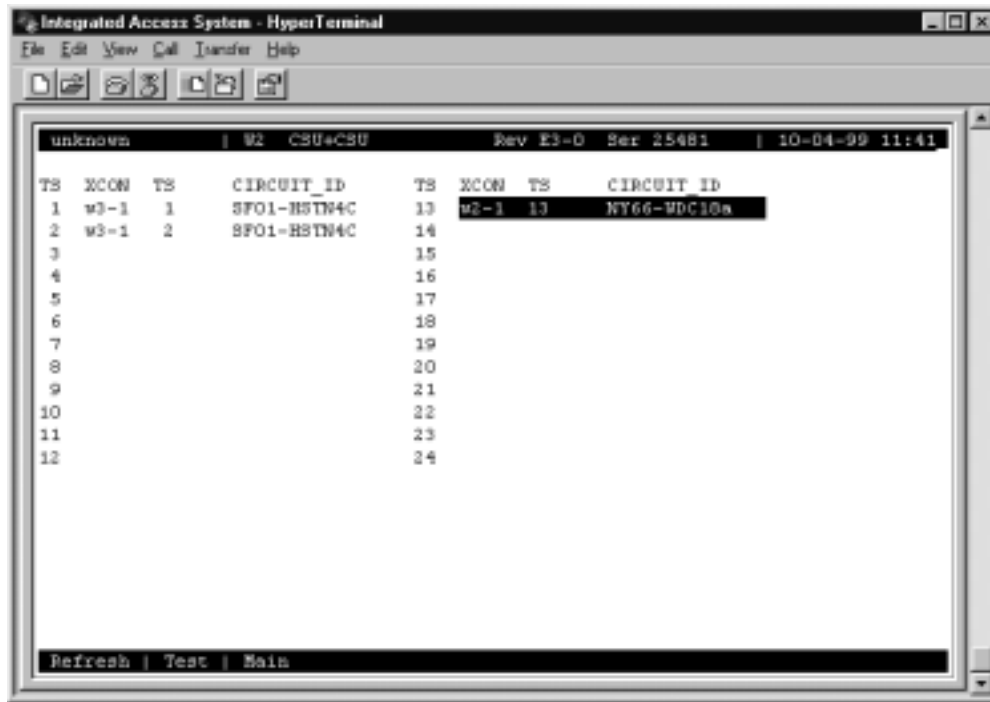 Integrated Access System - HyperTerminal
File Edit View Call Transfer Help
unknown | W2 CSU+CSU Rev E3-0 Ser 25481 | 10-04-99 11:41
TS XCON TS CIRCUIT_ID TS XCON TS CIRCUIT_ID
1 w3-1 1 SFO1-HSTN4C 13 w2-1 13 NY66-WDC18a
2 w3-1 2 SFO1-HSTN4C 14
3 15
4 16
5 17
6 18
7 19
8 20
9 21
10 22
11 23
12 24
Refresh | Test | Main